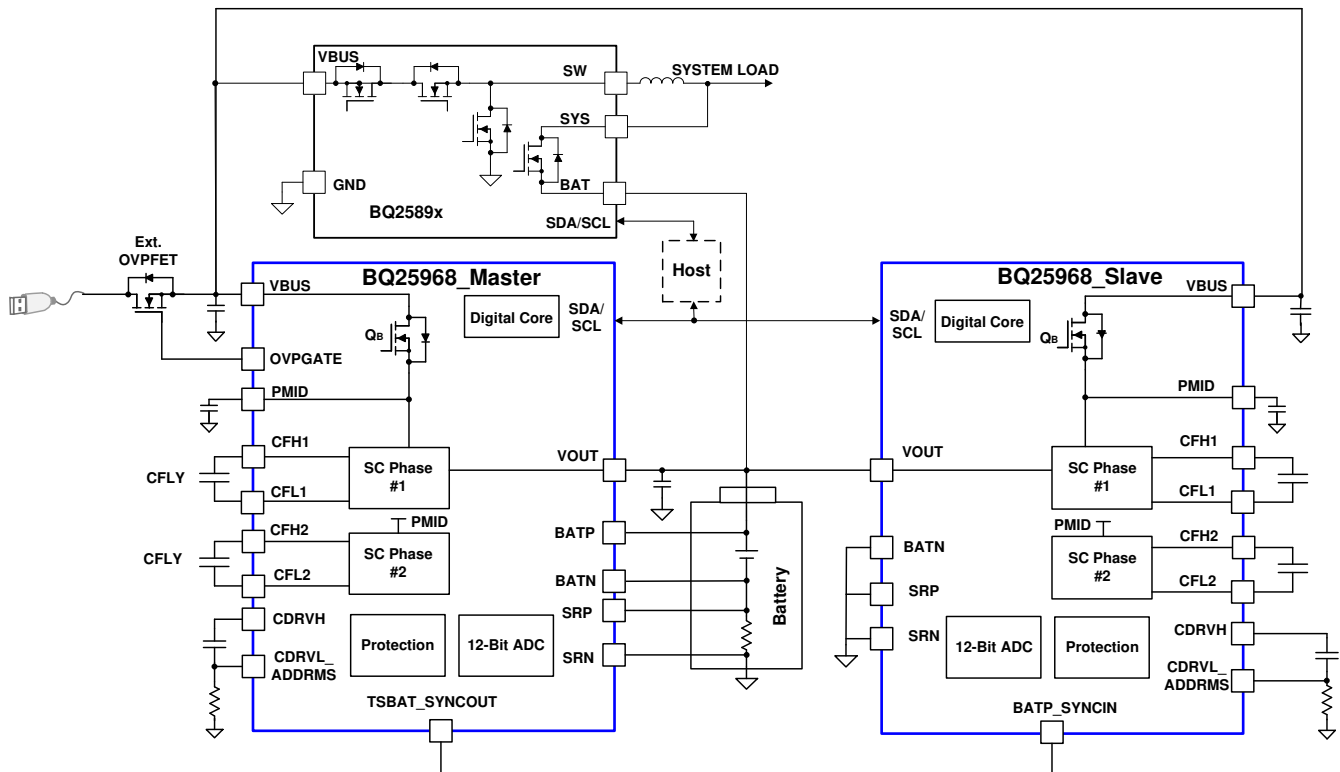 VBUS
SW
SYSTEM LOAD
SYS
BAT
GND
BQ2589x
SDA/SCL
Ext.
OVPFET
Host
BQ25968_Master
VBUS
QB
Digital Core
SDA/
SCL
OVPGATE
PMID
CFH1
CFLY
CFL1
SC Phase
#1
VOUT
PMID
CFH2
CFLY
CFL2
SC Phase
#2
BATP
BATN
SRP
SRN
CDRVH
CDRVL_
ADDRMS
Protection
12-Bit ADC
TSBAT_SYNCOUT
Battery
BQ25968_Slave
VBUS
SDA/
SCL
Digital Core
QB
PMID
VOUT
SC Phase
#1
CFH1
CFL1
PMID
SC Phase
#2
CFH2
CFL2
BATN
SRP
SRN
12-Bit ADC
Protection
CDRVH
CDRVL_
ADDRMS
BATP_SYNCIN